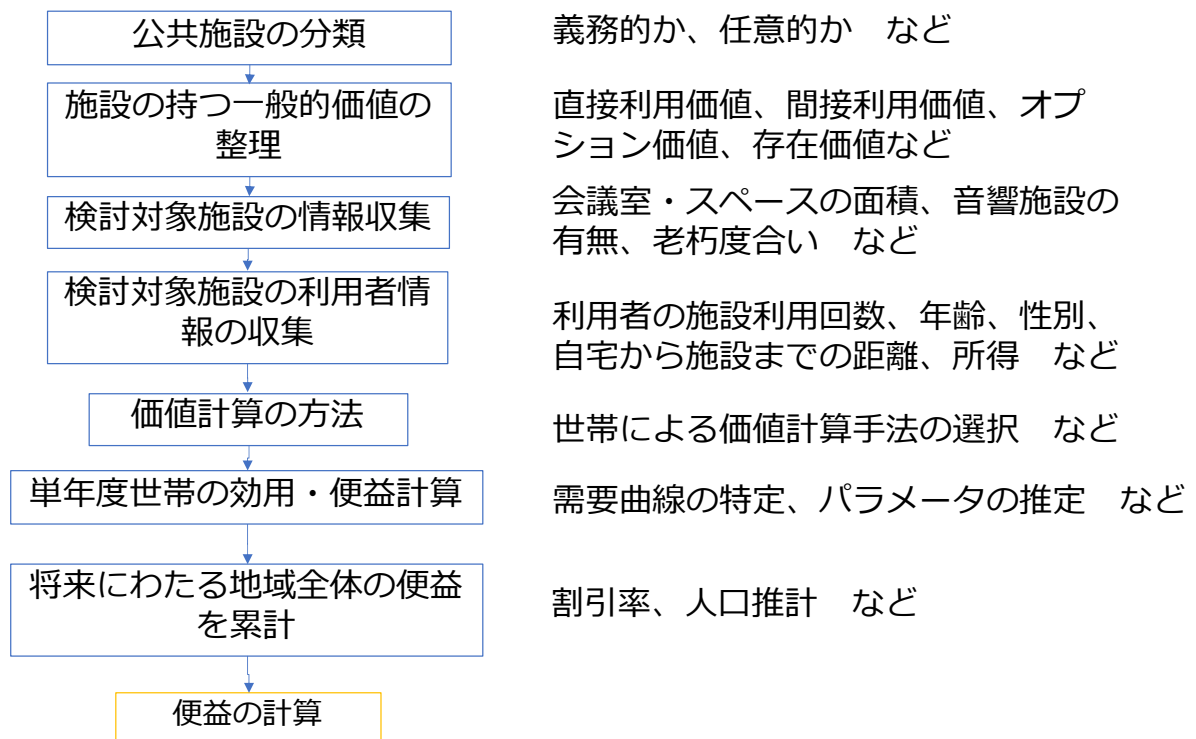 公共施設の分類
義務的か、任意的か　など
施設の持つ一般的価値の
整理
直接利用価値、間接利用価値、オプ
ション価値、存在価値など
検討対象施設の情報収集
会議室・スペースの面積、音響施設の
有無、老朽度合い　など
検討対象施設の利用者情
報の収集
利用者の施設利用回数、年齢、性別、
自宅から施設までの距離、所得　など
価値計算の方法
世帯による価値計算手法の選択　など
単年度世帯の効用・便益計算
需要曲線の特定、パラメータの推定　など
将来にわたる地域全体の便益
を累計
割引率、人口推計　など
便益の計算